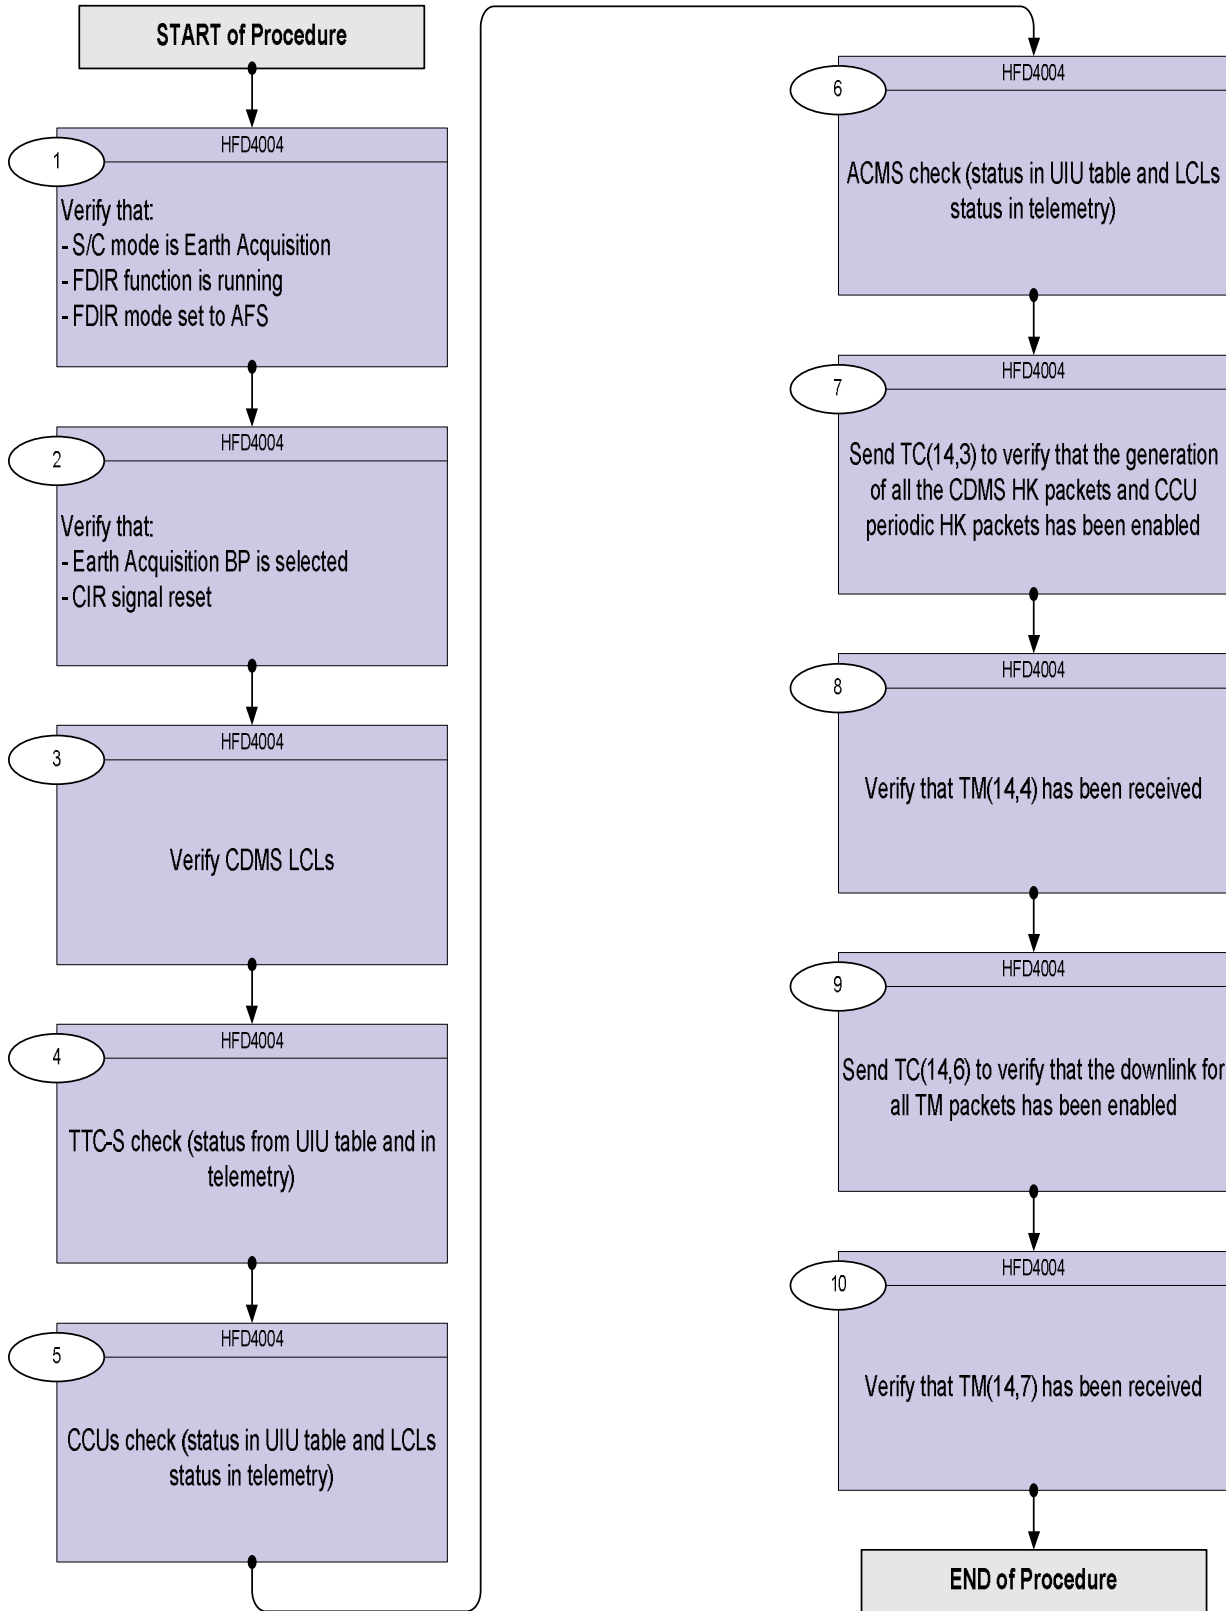 START of Procedure
HFD4004
1
Verify that:
- S/C mode is Earth Acquisition
- FDIR function is running
- FDIR mode set to AFS
HFD4004
2
Verify that:
- Earth Acquisition BP is selected
- CIR signal reset
HFD4004
3
Verify CDMS LCLs
HFD4004
4
TTC-S check (status from UIU table and in
telemetry)
HFD4004
5
CCUs check (status in UIU table and LCLs
status in telemetry)
HFD4004
6
ACMS check (status in UIU table and LCLs
status in telemetry)
HFD4004
7
Send TC(14,3) to verify that the generation
of all the CDMS HK packets and CCU
periodic HK packets has been enabled
HFD4004
8
Verify that TM(14,4) has been received
HFD4004
9
Send TC(14,6) to verify that the downlink for
all TM packets has been enabled
HFD4004
10
Verify that TM(14,7) has been received
END of Procedure